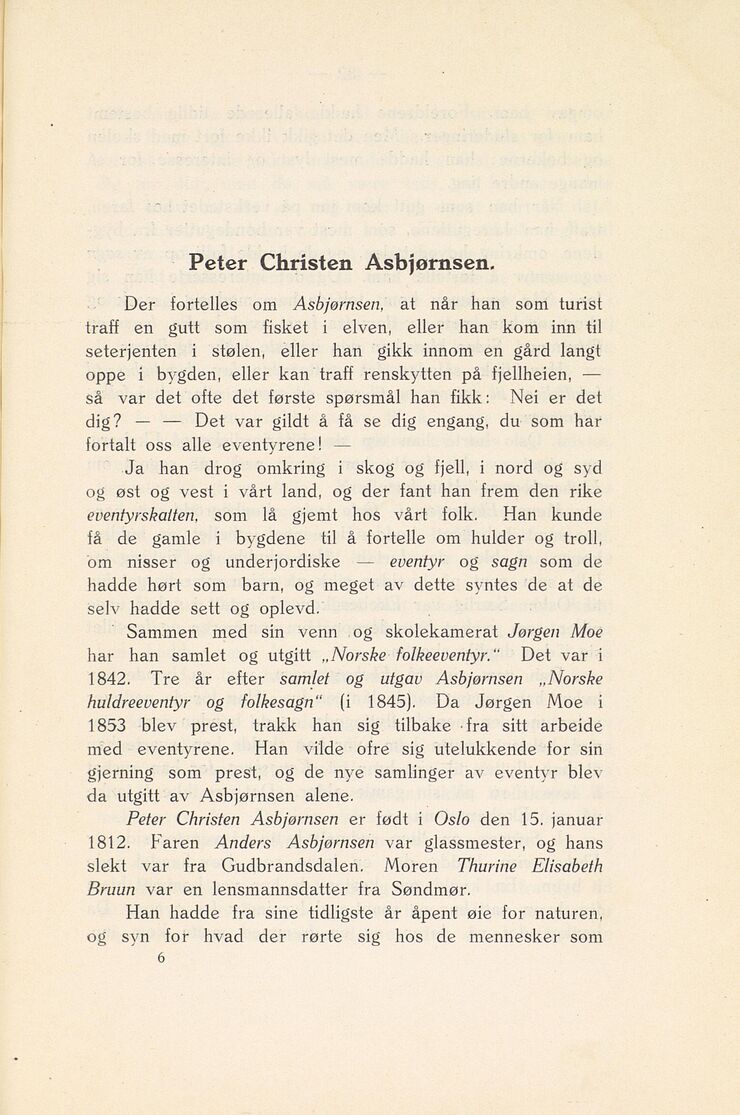 Peter Christen Asbjørnsen.
Der fortelles om Asbjørnsen, at når han som turist
traff en gutt som fisket i elven, eller han kom inn til
seterjenten i stølen, eller han gikk innom en gård langt
oppe i bygden, eller kan traff renskytten på fjellheien, —
så var det ofte det første spørsmål han fikk: Nei er det
dig? — — Det var gildt å få se dig engang, du som har
fortalt oss alle eventyrene! —
Ja han drog omkring i skog og fjell, i nord og syd
og øst og vest i vårt land, og der fant han frem den rike
eventyrskatten, som lå gjemt hos vårt folk. Han kunde
få de gamle i bygdene til å fortelle om hulder og troll,
om nisser og underjordiske — eventyr og sagn som de
hadde hørt som barn, og meget av dette syntes de at de
selv hadde sett og oplevd.
Sammen med sin venn og skolekamerat Jørgen Moe
har han samlet og utgitt „Norske folkeeventyr.“ Det var i
1842. Tre år efter samlet og utgav Asbjørnsen „Norske
huldreeventyr og folkesagn“ (i 1845). Da Jørgen Moe i
1853 blev prest, trakk han sig tilbake fra sitt arbeide
med eventyrene. Han vilde ofre sig utelukkende for sin
gjerning som prest, og de nye samlinger av eventyr blev
da utgitt av Asbjørnsen alene.
Peter Christen Asbjørnsen er født i Oslo den 15. januar
1812. Faren Anders Asbjørnsen var glassmester, og hans
slekt var fra Gudbrandsdalen. Moren Thurine Elisabeth
Bruun var en lensmannsdatter fra Søndmør.
Han hadde fra sine tidligste år åpent øie for naturen,
og syn for hvad der rørte sig hos de mennesker som
6